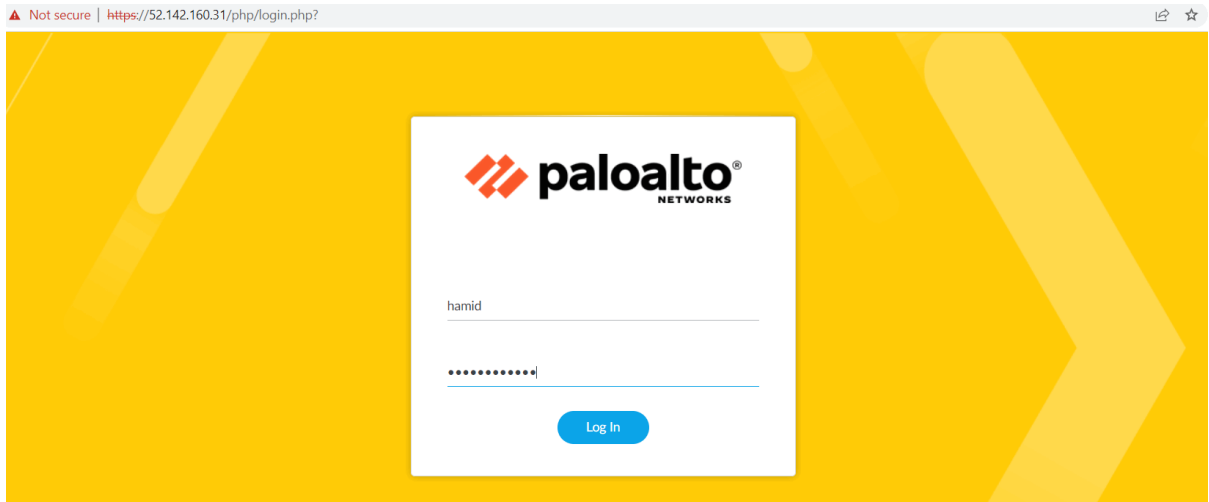 Not secure | https://52.142.160.31/php/login.php?
paloalto®
NETWORKS
hamid
••••••••••••
Log In